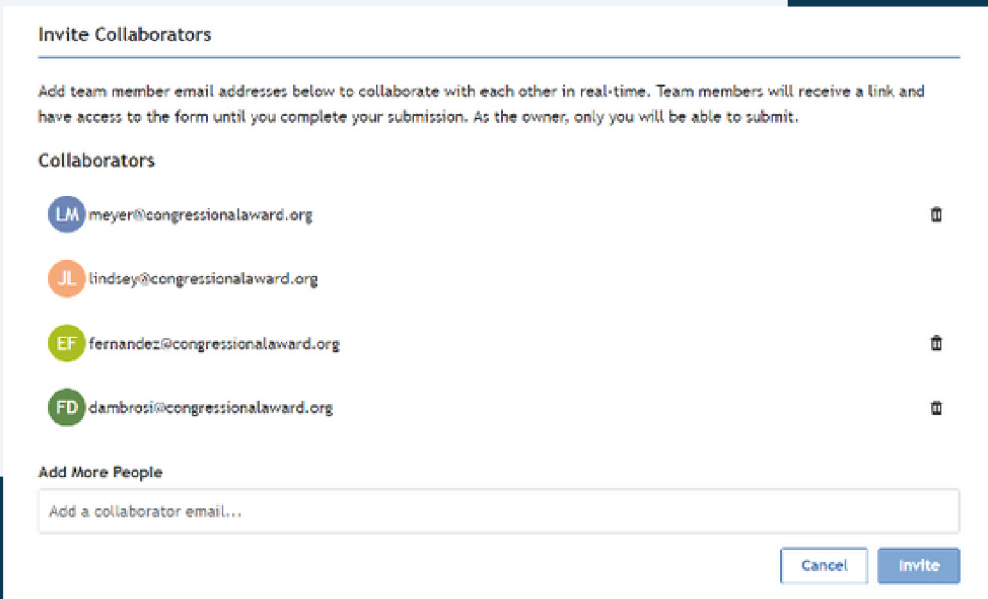 Invite Collaborators
Add team member email addresses below to collaborate with each other in real-time. Team members will receive a link and
have access to the form until you complete your submission. As the owner, only you will be able to submit.
Collaborators
LM meyer@congressionalaward.org
JL lindsey@congressionalaward.org
EF fernandez@congressionalaward.org
FD dambrosi@congressionalaward.org
Add More People
Add a collaborator email...
Cancel Invite